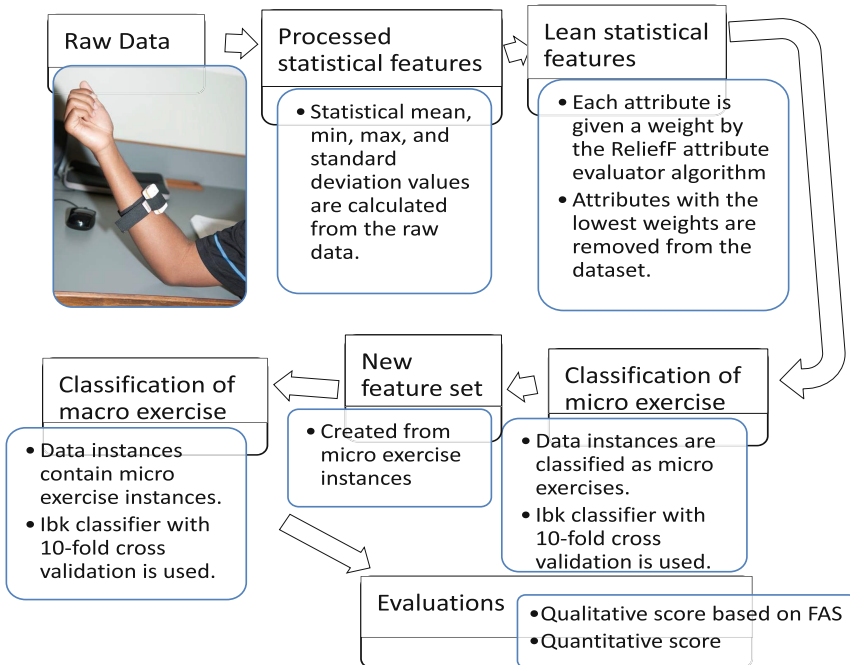 Raw Data
Processed
statistical features
• Statistical mean,
min, max, and
standard
deviation values
are calculated
from the raw
data.
Lean statistical
features
• Each attribute is
given a weight by
the ReliefF attribute
evaluator algorithm
• Attributes with the
lowest weights are
removed from the
dataset.
Classification of
micro exercise
• Data instances are
classified as micro
exercises.
• Ibk classifier with
10-fold cross
validation is used.
New
feature set
• Created from
micro exercise
instances
Classification of
macro exercise
• Data instances
contain micro
exercise instances.
• Ibk classifier with
10-fold cross
validation is used.
Evaluations
•Qualitative score based on FAS
•Quantitative score